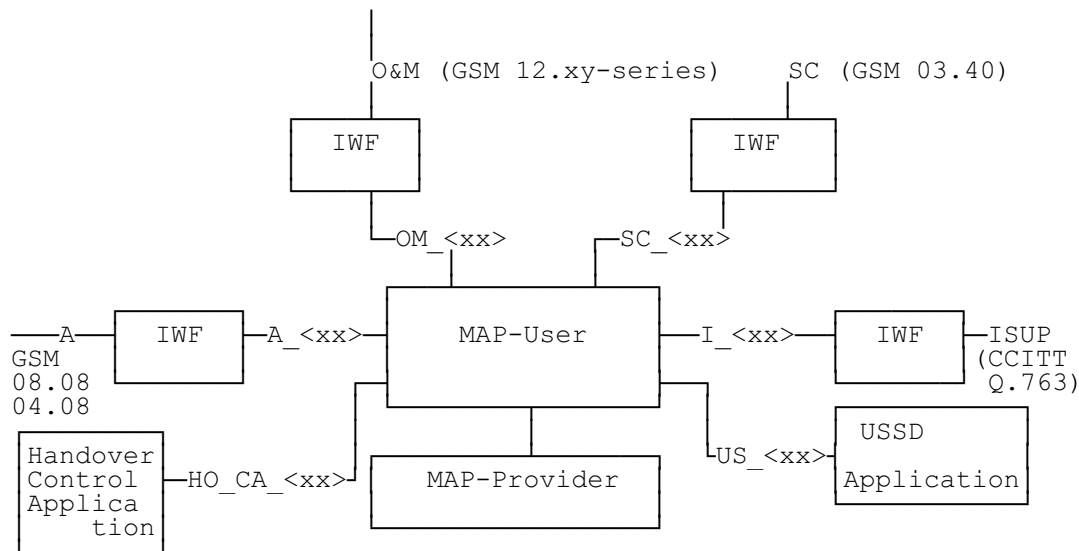 O&M (GSM 12.xy-series) SC (GSM 03.40)
IWF IWF
OM_<xx> SC_<xx>
A IWF A_<xx> MAP-User I_<xx> IWF ISUP
GSM (CCITT
08.08 Q.763)
04.08
USSD
Handover US_<xx>
Control HO_CA_<xx> MAP-Provider Application
Applica
tion